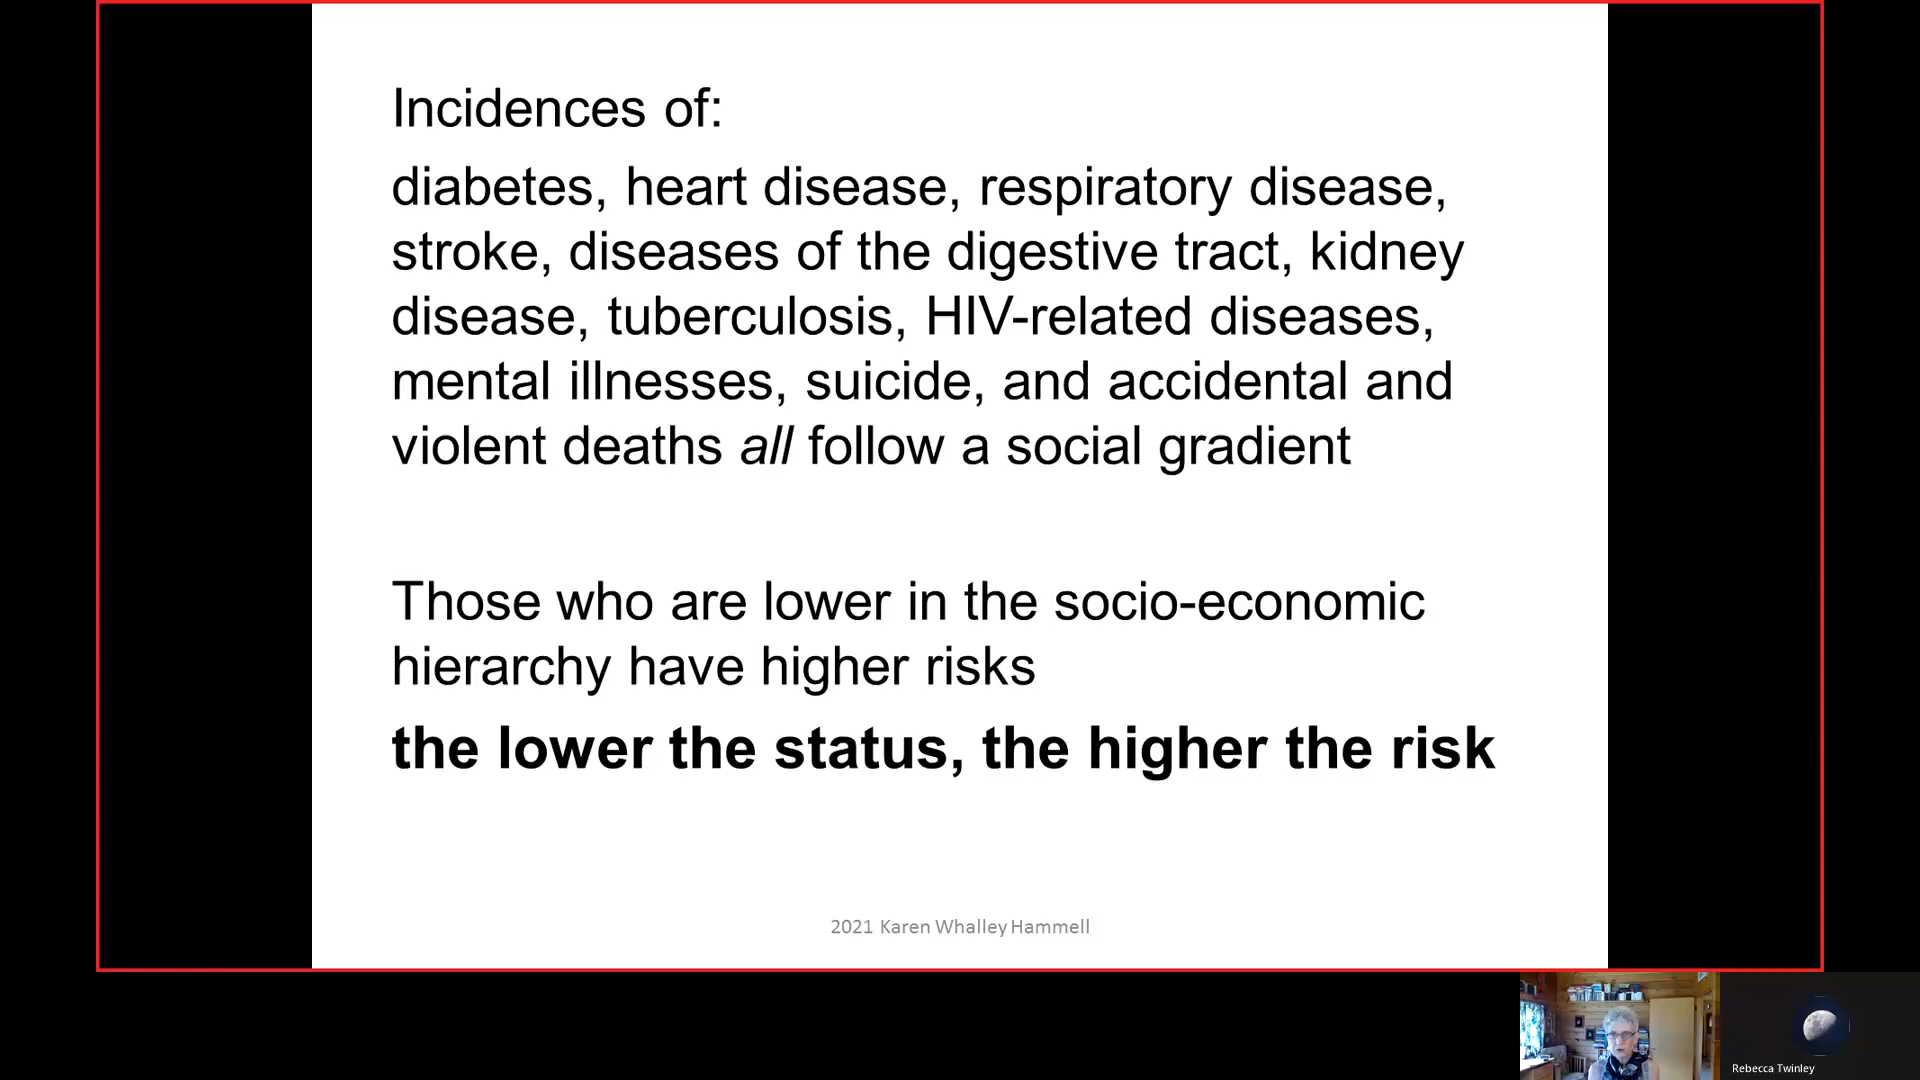 Incidences of:
diabetes, heart disease, respiratory disease,
stroke, diseases of the digestive tract, kidney
disease, tuberculosis, HIV-related diseases,
mental illnesses, suicide, and accidental and
violent deaths all follow a social gradient
Those who are lower in the socio-economic
hierarchy have higher risks
the lower the status, the higher the risk
2021 Karen Whalley Hammell
Rebecca Twinley